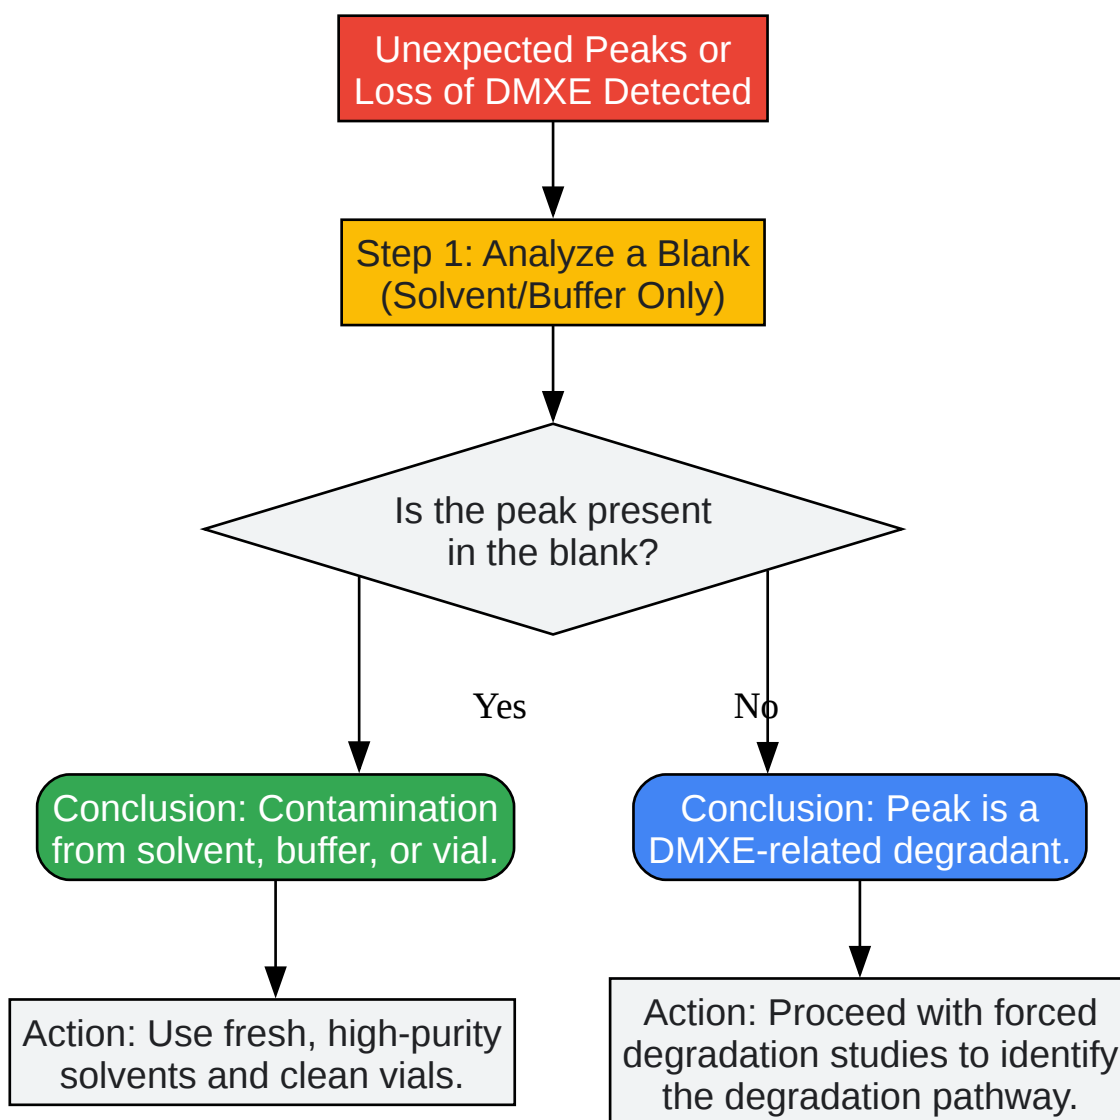 Unexpected Peaks or
Loss of DMXE Detected
Step 1: Analyze a Blank
(Solvent/Buffer Only)
Is the peak present
in the blank?
Yes
No
Conclusion: Contamination
from solvent, buffer, or vial.
Conclusion: Peak is a
DMXE-related degradant.
Action: Use fresh, high-purity
solvents and clean vials.
Action: Proceed with forced
degradation studies to identify
the degradation pathway.